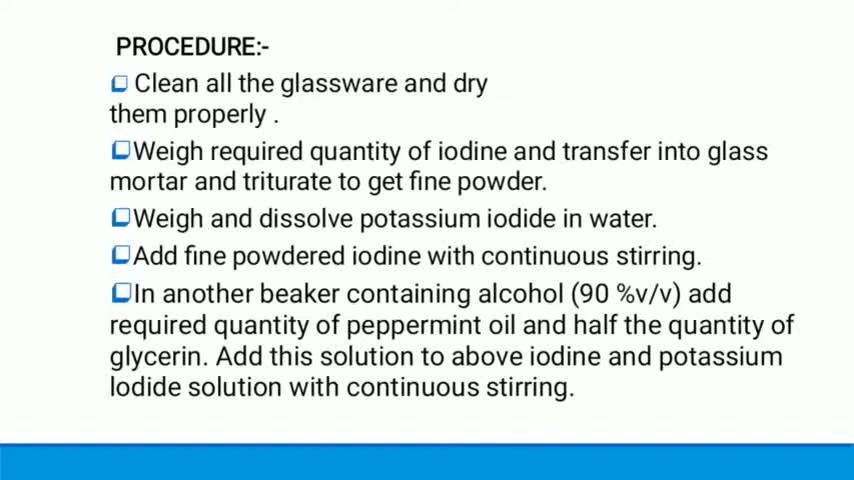 PROCEDURE:-
Clean all the glassware and dry
them properly .
Weigh required quantity of iodine and transfer into glass
mortar and triturate to get fine powder.
Weigh and dissolve potassium iodide in water.
Add fine powdered iodine with continuous stirring.
In another beaker containing alcohol (90 %v/v) add
required quantity of peppermint oil and half the quantity of
glycerin. Add this solution to above iodine and potassium
lodide solution with continuous stirring.